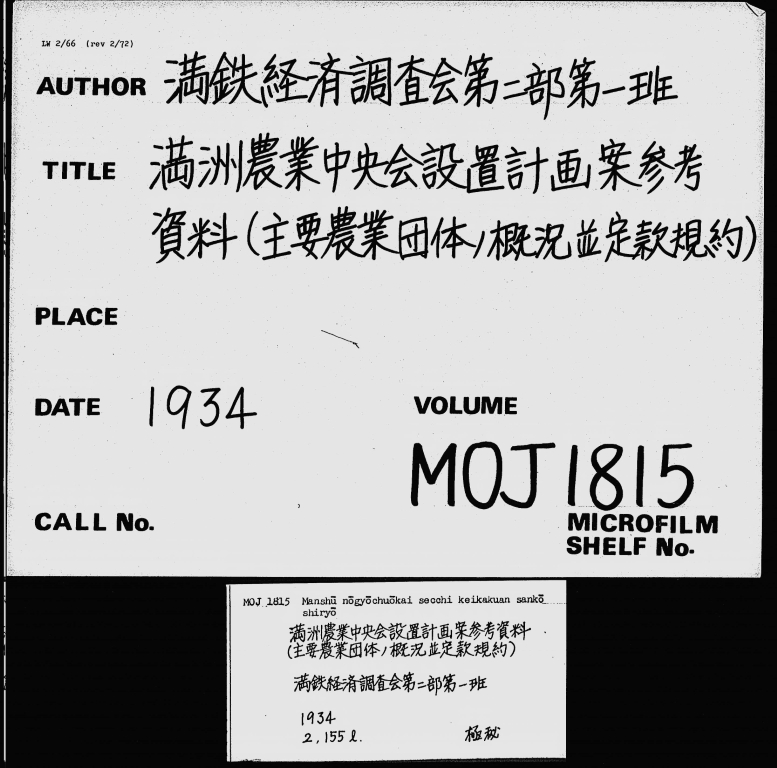 LW 2/66 (rev 2/72)
AUTHOR 満鉄経済調査会第二部第一班
TITLE 満洲農業中央会設置計画案参考
資料(主要農業団体ノ概況並定款規約)
PLACE
DATE 1934
VOLUME
MOJ 1815
CALL No.
MICROFILM
SHELF No.
MOJ 1815 Manshū nōgyōchuōkai secchi keikakuan sankō
shiryō
満洲農業中央会設置計画案参考資料
(主要農業団体ノ概況並定款規約)
満鉄経済調査会第二部第一班
1934
2,155 l.
極秘